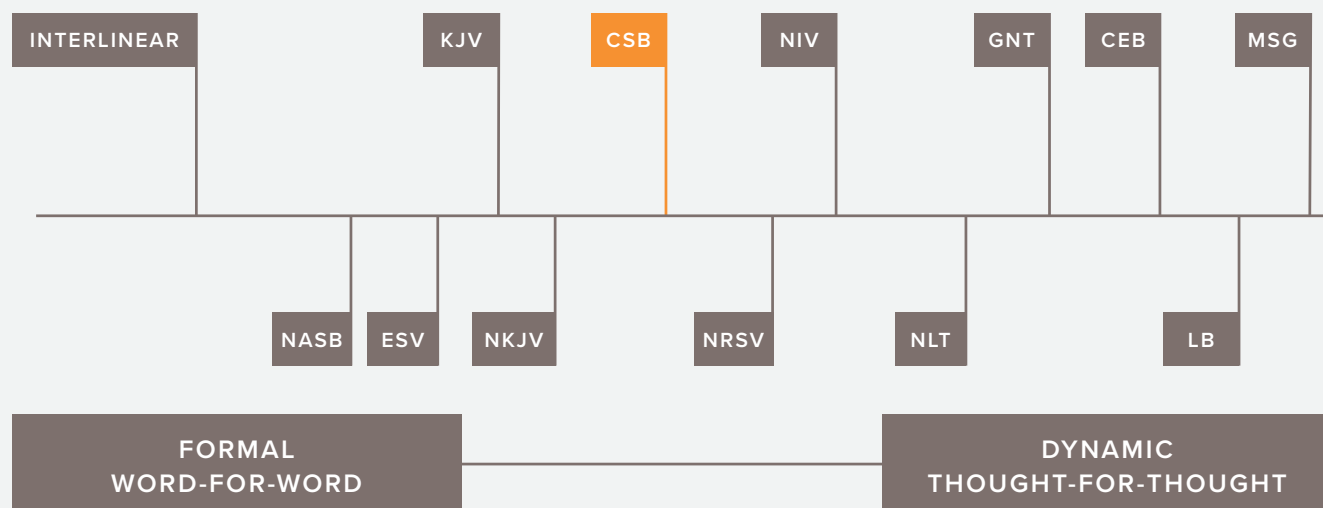 INTERLINEAR
KJV
CSB
NIV
GNT
CEB
MSG
NASB
ESV
NKJV
NRSV
NLT
LB
FORMAL
WORD-FOR-WORD
DYNAMIC
THOUGHT-FOR-THOUGHT